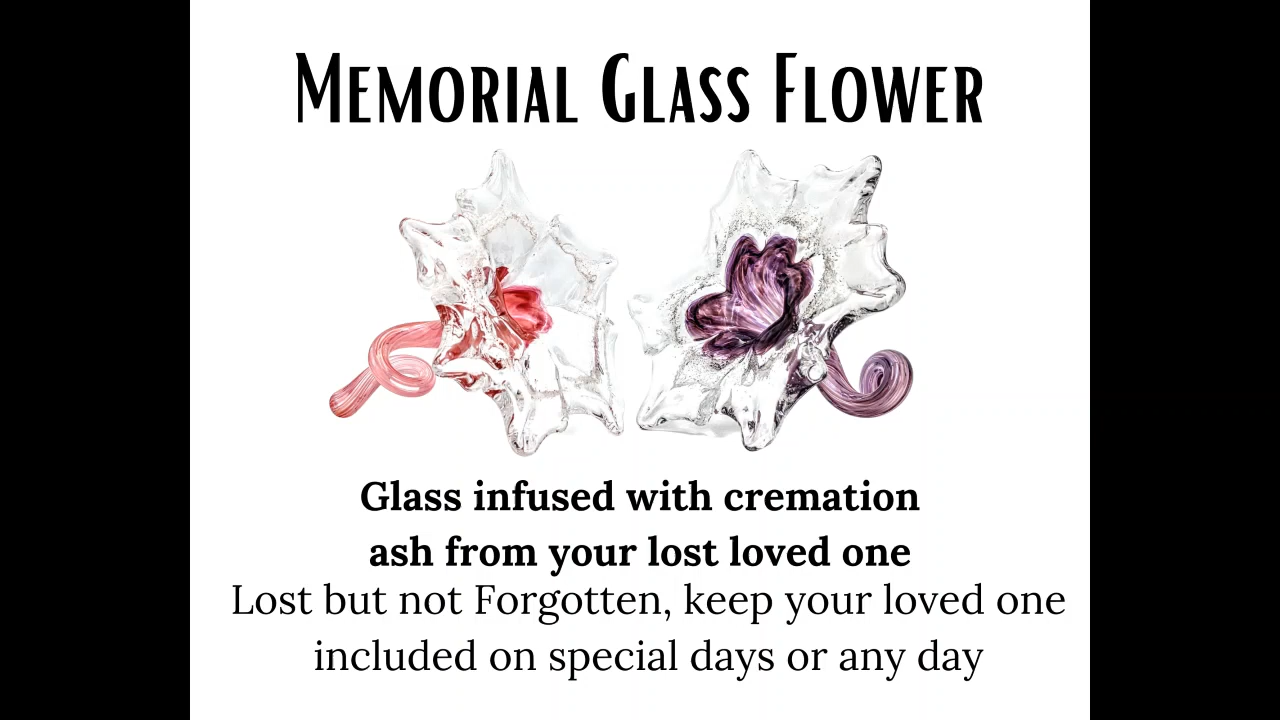 Memorial Glass Flower
Glass infused with cremation
ash from your lost loved one
Lost but not Forgotten, keep your loved one
included on special days or any day